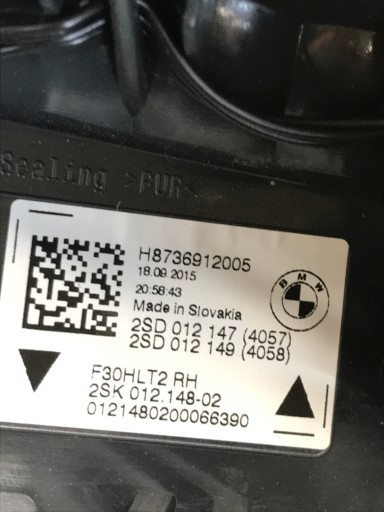 Sealing >PUR<
H8736912005
18.09.2015
20:58:43
Made in Slovakia
BMW
2SD 012 147 (4057)
2SD 012 149 (4058)
F30HLT2 RH
2SK 012.148-02
0121480200066390